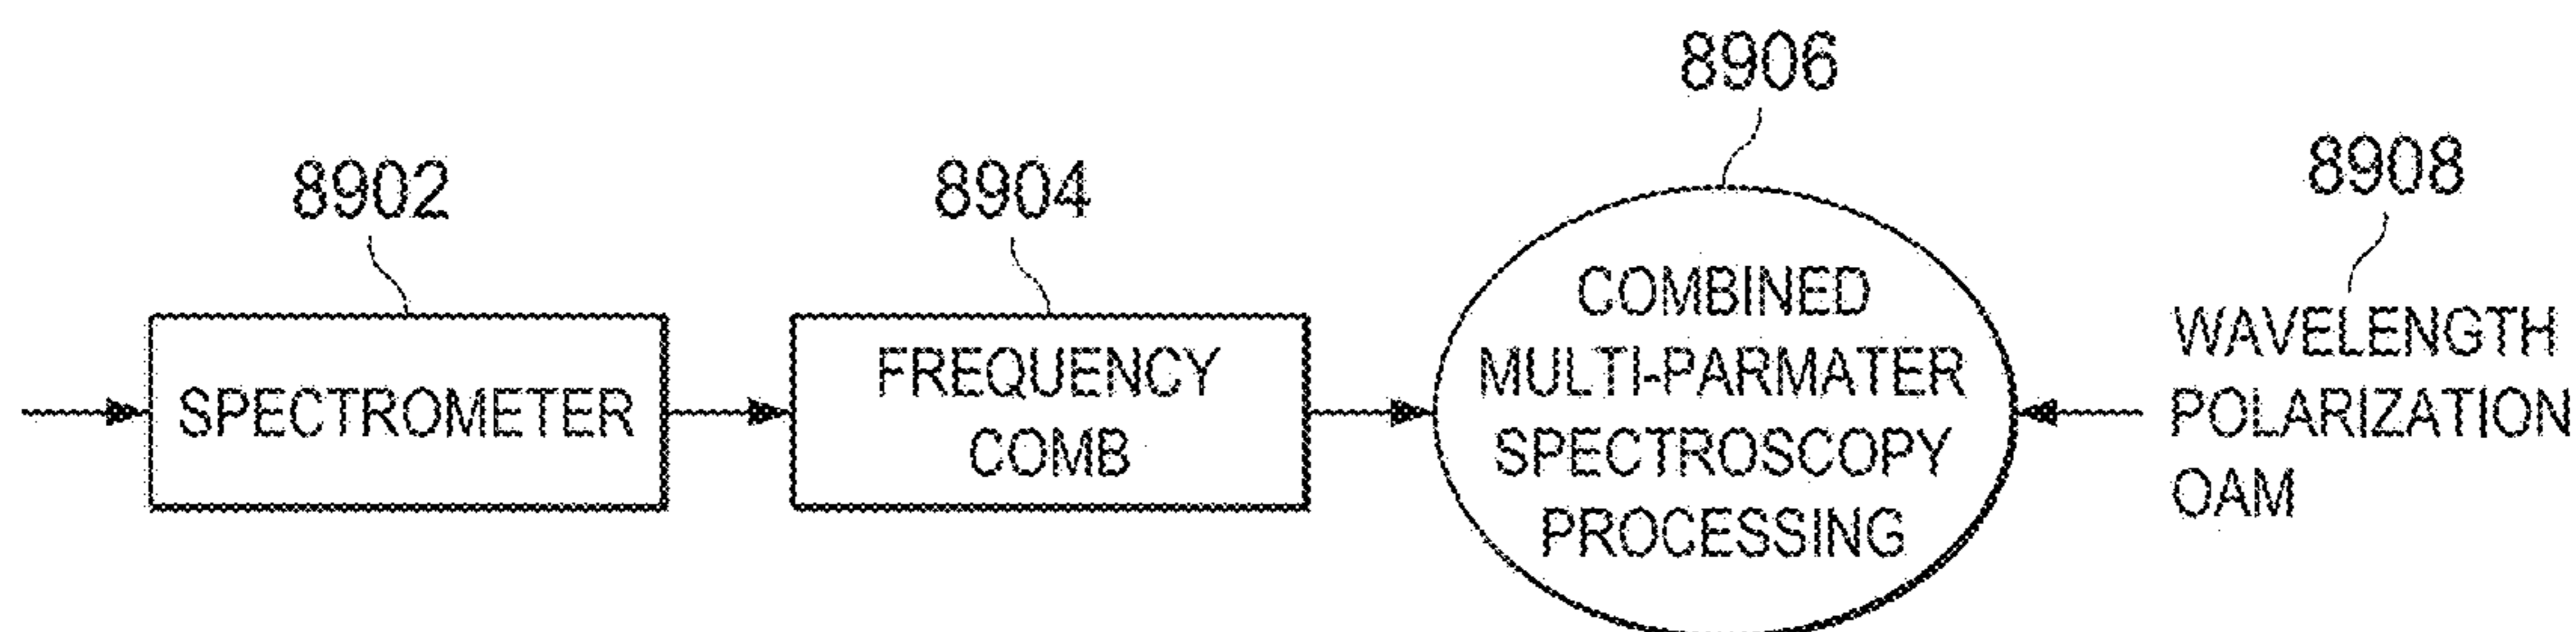 8902
SPECTROMETER
8904
FREQUENCY
COMB
8906
COMBINED
MULTI-PARMATER
SPECTROSCOPY
PROCESSING
8908
WAVELENGTH
POLARIZATION
OAM